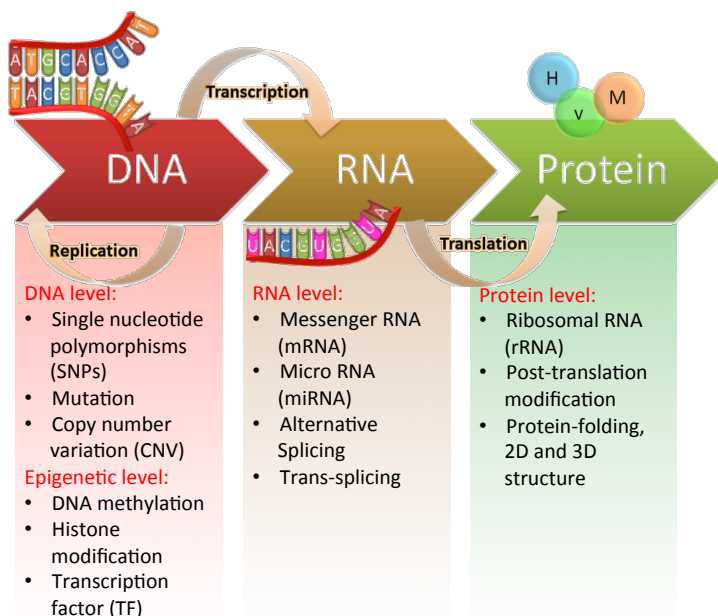 ATGCACCAT
TACGTGGTA
Transcription
H
V
M
DNA
RNA
Protein
Replication
UACGUGGUA
Translation
DNA level:
• Single nucleotide
polymorphisms
(SNPs)
• Mutation
• Copy number
variation (CNV)
Epigenetic level:
• DNA methylation
• Histone
modification
• Transcription
factor (TF)
RNA level:
• Messenger RNA
(mRNA)
• Micro RNA
(miRNA)
• Alternative
Splicing
• Trans-splicing
Protein level:
• Ribosomal RNA
(rRNA)
• Post-translation
modification
• Protein-folding,
2D and 3D
structure